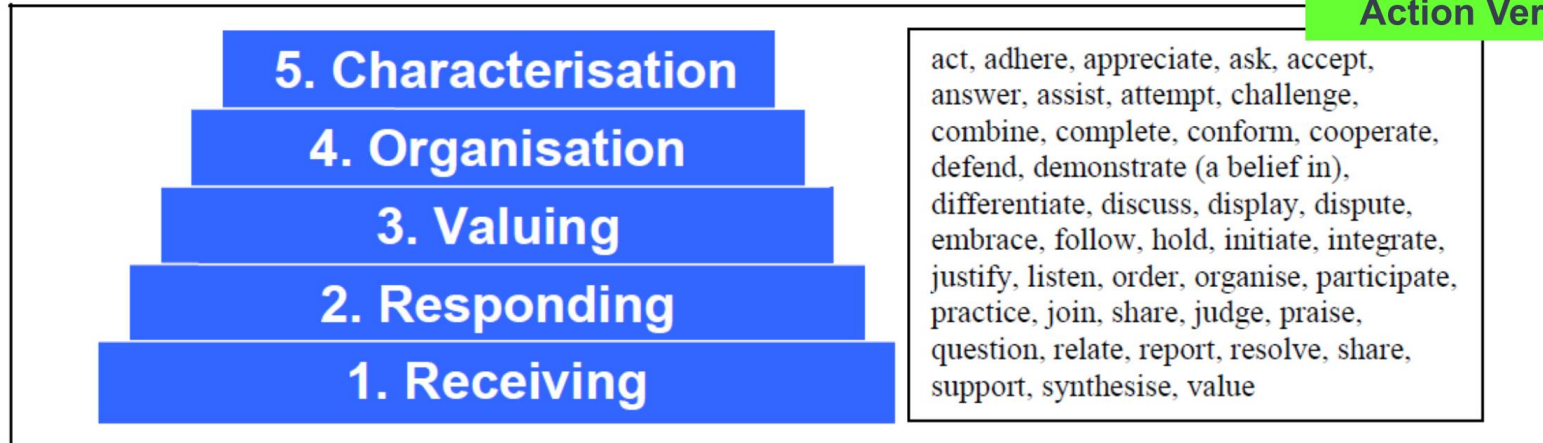 Action Ver
5. Characterisation
4. Organisation
3. Valuing
2. Responding
1. Receiving
act, adhere, appreciate, ask, accept,
answer, assist, attempt, challenge,
combine, complete, conform, cooperate,
defend, demonstrate (a belief in),
differentiate, discuss, display, dispute,
embrace, follow, hold, initiate, integrate,
justify, listen, order, organise, participate,
practice, join, share, judge, praise,
question, relate, report, resolve, share,
support, synthesise, value